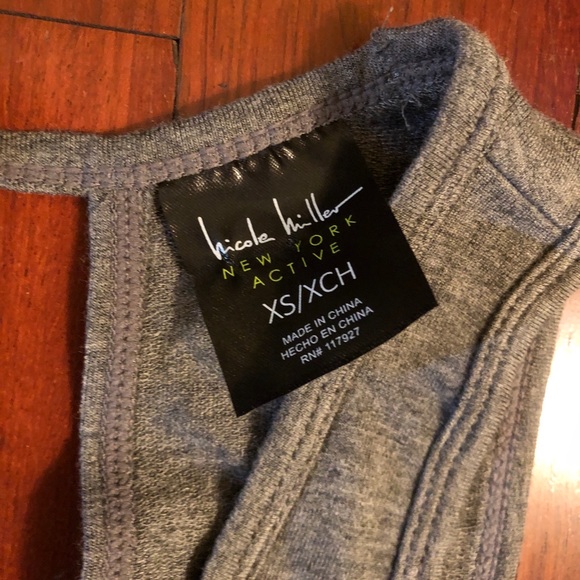 nicole miller
NEW YORK
ACTIVE
XS/XCH
MADE IN CHINA
HECHO EN CHINA
RN# 117927